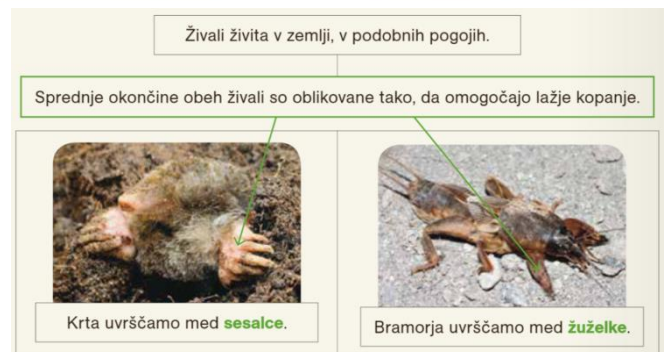 Živali živita v zemlji, v podobnih pogojih.
Sprednje okončine obeh živali so oblikovane tako, da omogočajo lažje kopanje.
Krta uvrščamo med sesalce.
Bramorja uvrščamo med žuželke.